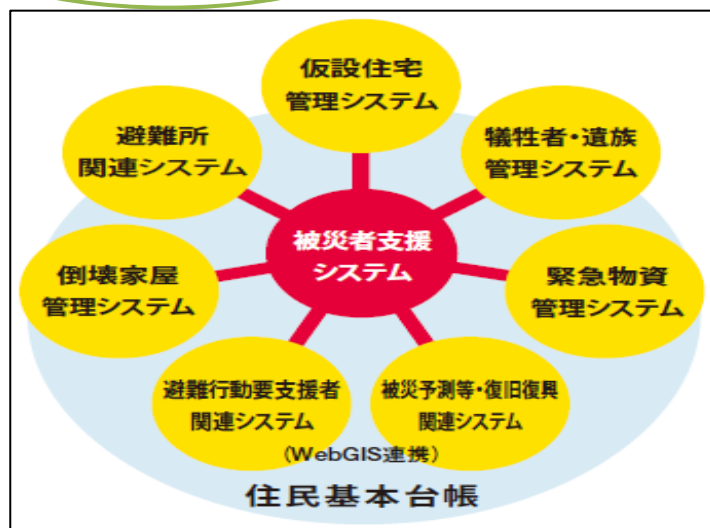 仮設住宅
管理システム
避難所
関連システム
犠牲者・遺族
管理システム
被災者支援
システム
倒壊家屋
管理システム
緊急物資
管理システム
避難行動要支援者
関連システム
被災予測等・復旧復興
関連システム
(WebGIS連携)
住民基本台帳